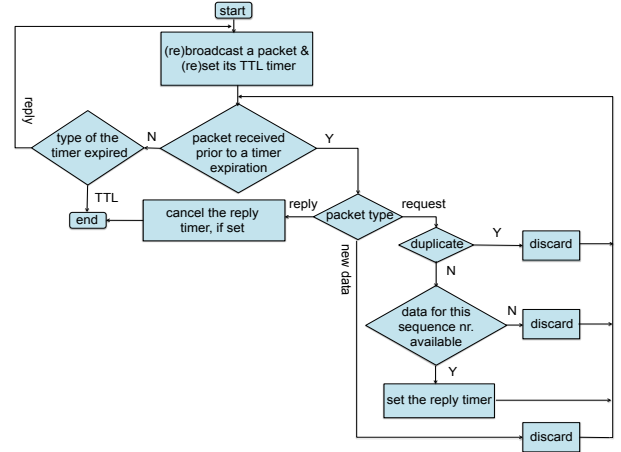 start
(re)broadcast a packet &
(re)set its TTL timer
reply
type of the
timer expired
N
packet received
prior to a timer
expiration
Y
TTL
end
cancel the reply
timer, if set
reply
packet type
request
new data
duplicate
Y
discard
N
data for this
sequence nr.
available
N
discard
Y
set the reply timer
discard